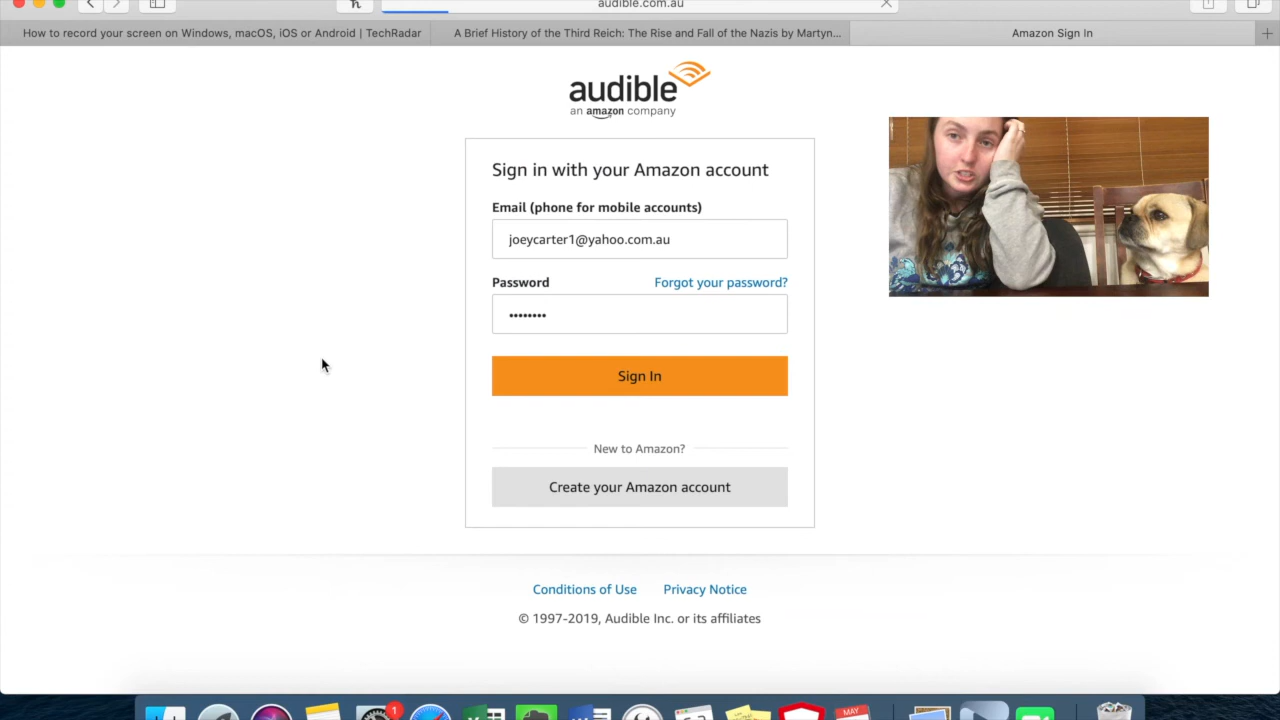 audible.com.au
How to record your screen on Windows, macOS, iOS or Android | TechRadar
A Brief History of the Third Reich: The Rise and Fall of the Nazis by Martyn...
Amazon Sign In
audible
an amazon company
Sign in with your Amazon account
Email (phone for mobile accounts)
joeycarter1@yahoo.com.au
Password Forgot your password?
••••••••
Sign In
New to Amazon?
Create your Amazon account
Conditions of Use Privacy Notice
© 1997-2019, Audible Inc. or its affiliates
1
MAY